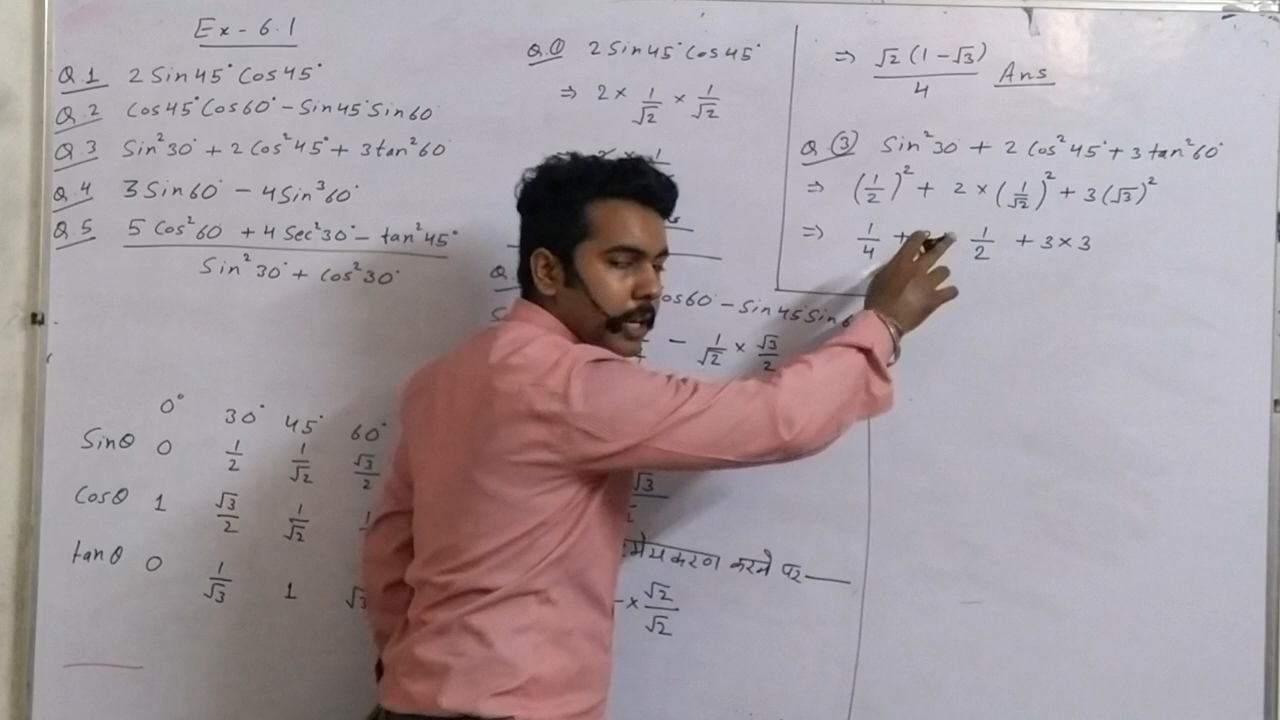 Ex-6.1
Q.1 2 Sin45° Cos45°
Q.2 Cos45° Cos60° - Sin45° Sin60°
Q.3 Sin²30° + 2 Cos²45° + 3 tan²60°
Q.4 3 Sin60° - 4 Sin³60°
Q.5 5 Cos²60° + 4 Sec²30° - tan²45°
Sin²30° + Cos²30°
0° 30° 45° 60°
Sinθ 0 1/2 1/√2 √3/2
Cosθ 1 √3/2 1/√2 1
tanθ 0 1/√3 1 √3
Q.① 2 Sin45° Cos45°
⇒ 2 × 1/√2 × 1/√2
os60° - Sin45° Sin6
- 1/√2 × √3/2
√3
करण करने पर
× √2/√2
⇒ √2 (1 - √3)/4 Ans
Q.③ Sin²30° + 2 Cos²45° + 3 tan²60°
⇒ (1/2)² + 2 × (1/√2)² + 3 (√3)²
⇒ 1/4 + 1/2 + 3 × 3